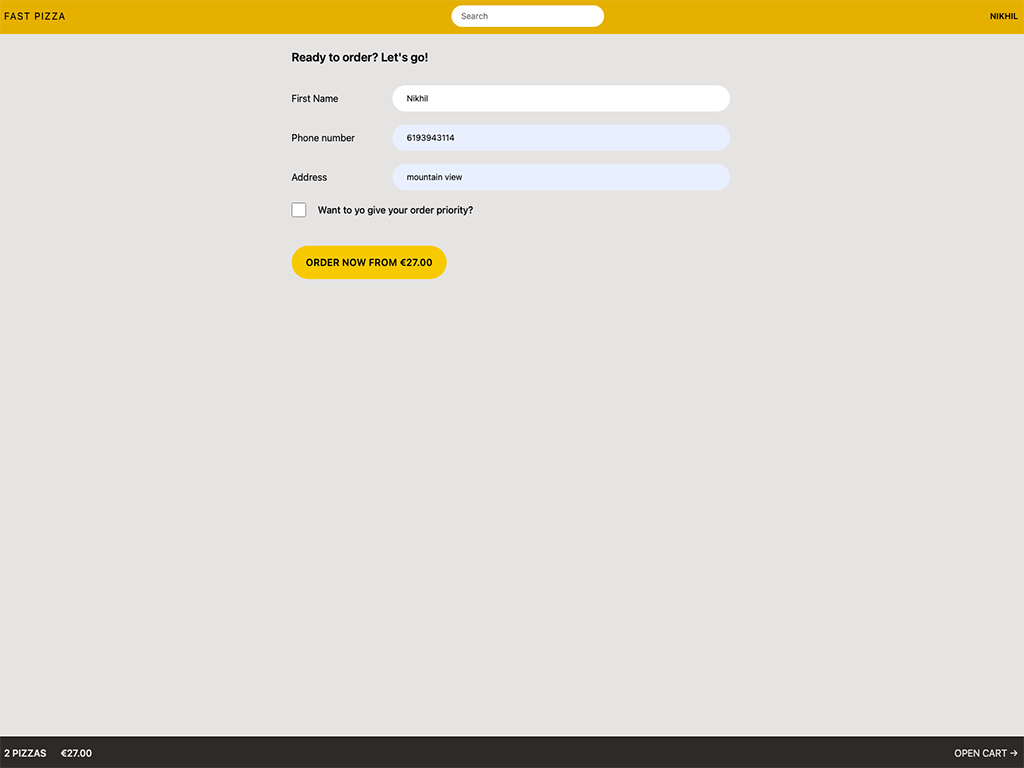 FAST PIZZA
Search
NIKHIL
Ready to order? Let's go!
First Name
Nikhil
Phone number
6193943114
Address
mountain view
Want to yo give your order priority?
ORDER NOW FROM €27.00
2 PIZZAS €27.00
OPEN CART →